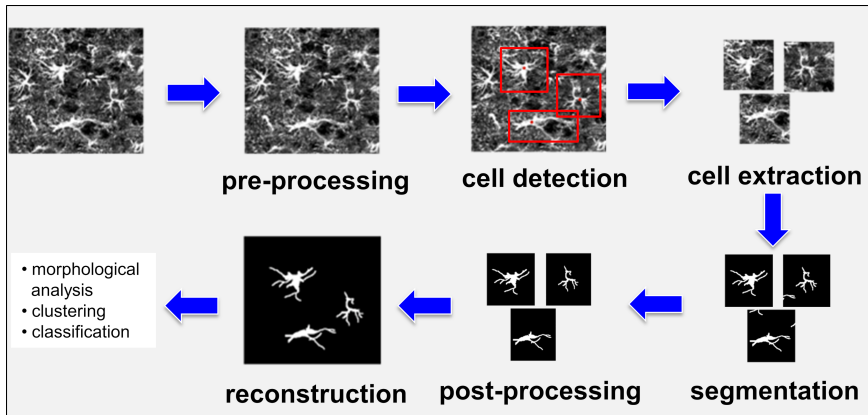 pre-processing
cell detection
cell extraction
segmentation
post-processing
reconstruction
• morphological
analysis
• clustering
• classification